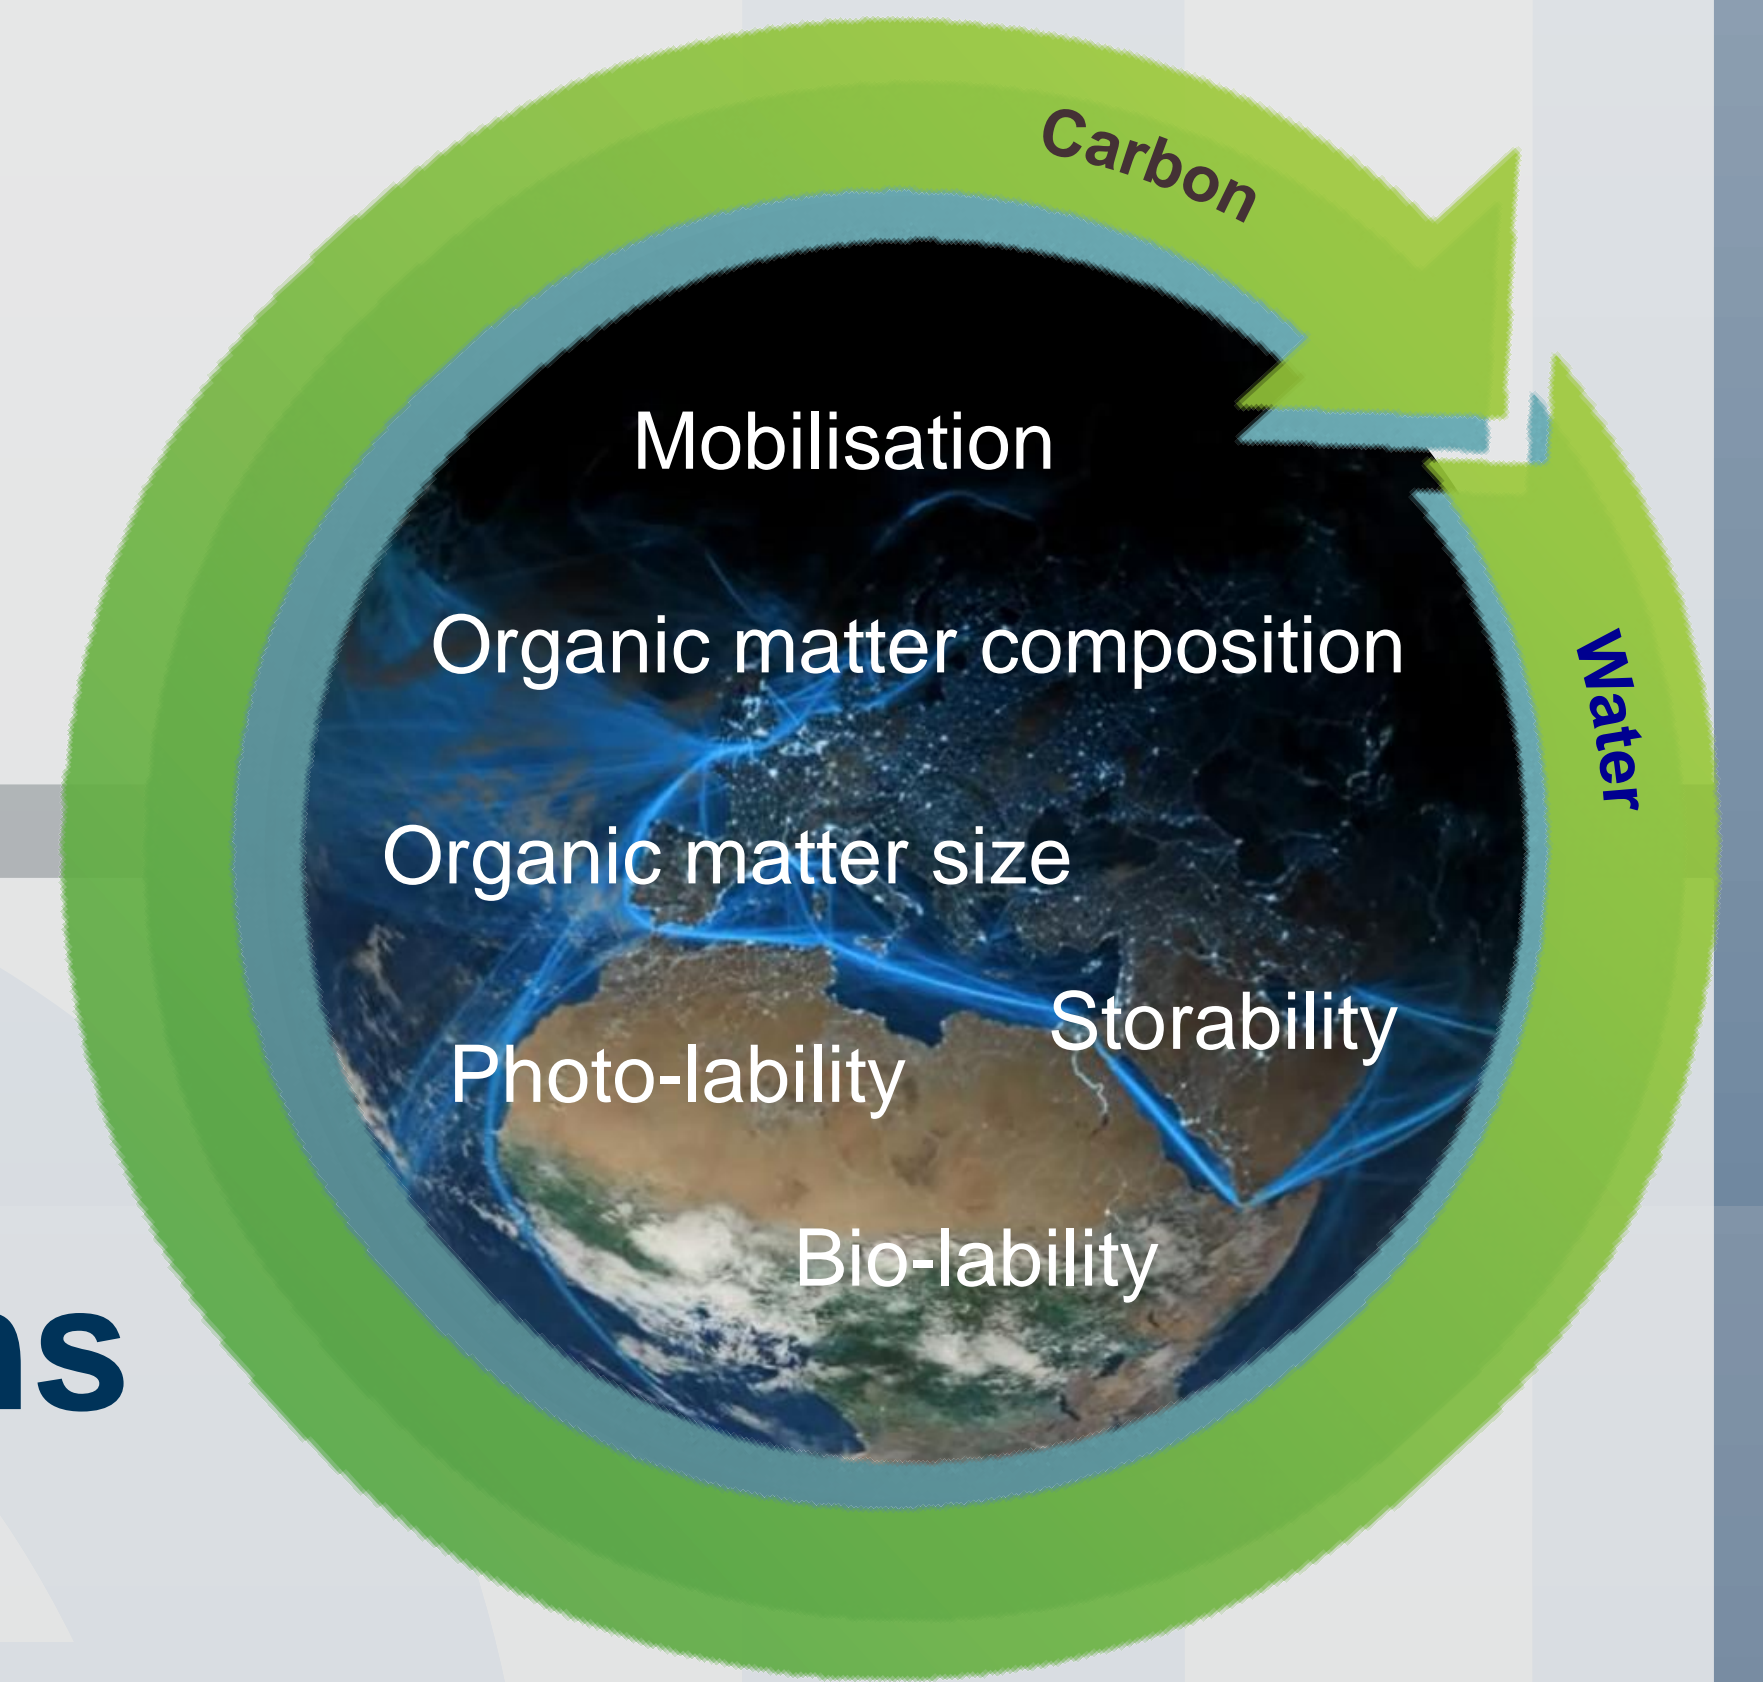 Carbon
Mobilisation
Organic matter composition
Water
Organic matter size
Storability
Photo-lability
Bio-lability